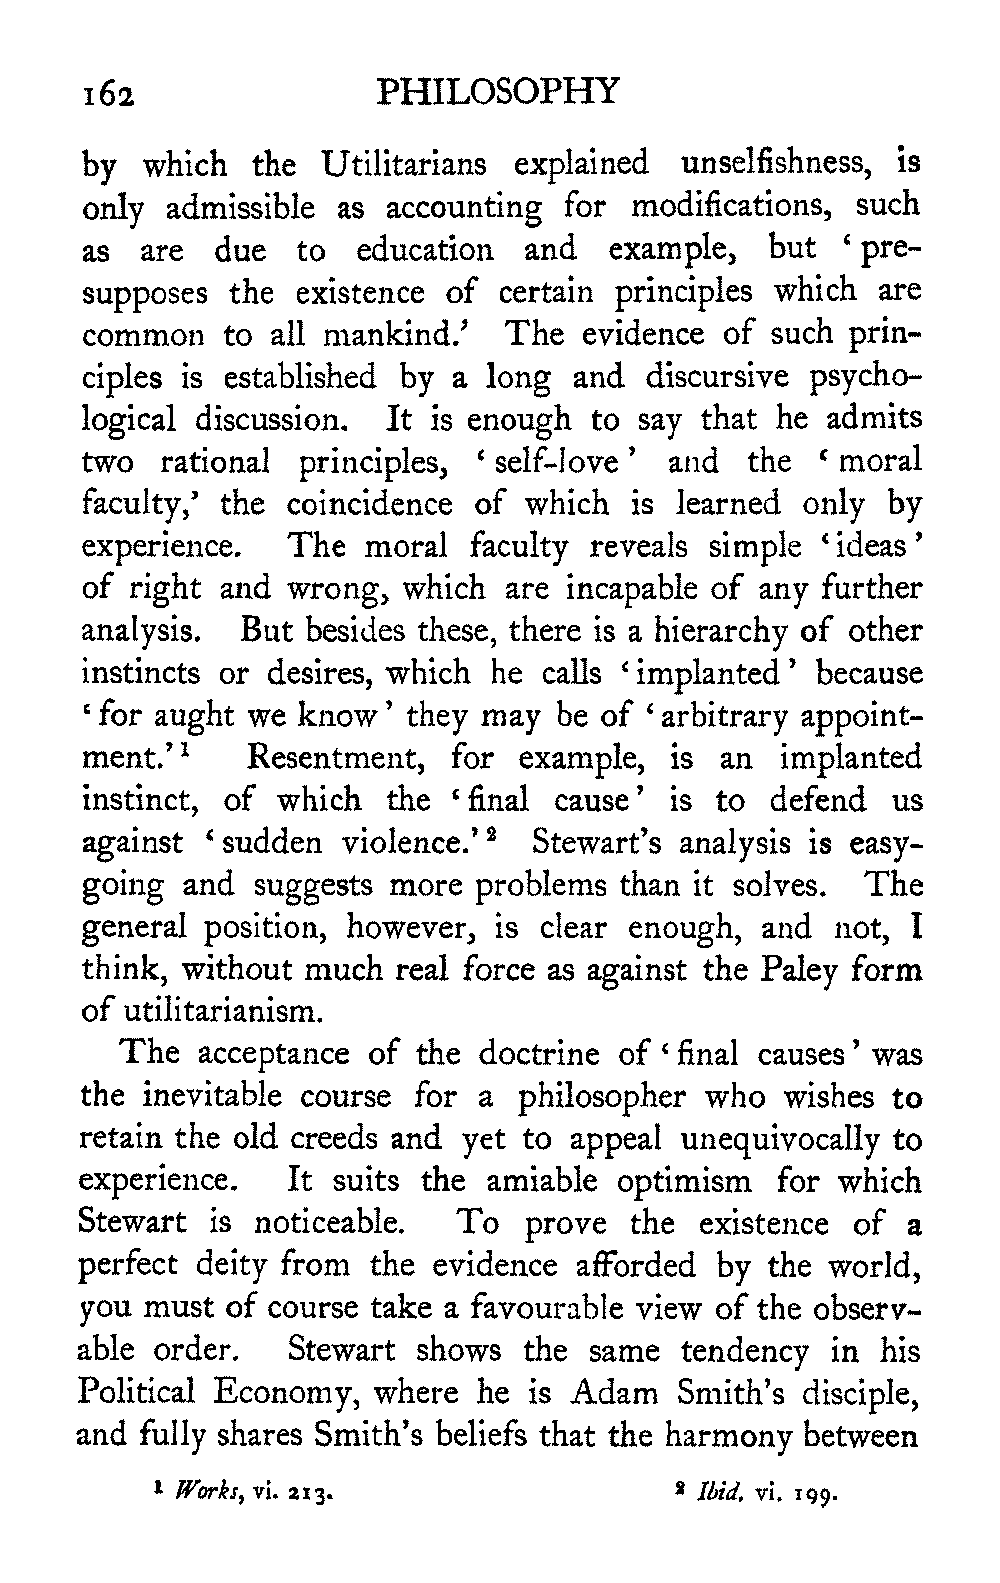 162 PHILOSOPHY
by which the Utilitarians explained unselfishness, is
only admissible as accounting for modifications, such
as are due to education and example, but ‘ pre-
supposes the existence of certain principles which are
common to all mankind.’ The evidence of such prin-
ciples is established by a long and discursive psycho-
logical discussion. It is enough to say that he admits
two rational principles, ‘ self-love ’ and the ‘ moral
faculty,’ the coincidence of which is learned only by
experience. The moral faculty reveals simple ‘ ideas ’
of right and wrong, which are incapable of any further
analysis. But besides these, there is a hierarchy of other
instincts or desires, which he calls ‘ implanted ’ because
‘ for aught we know ’ they may be of ‘ arbitrary appoint-
ment.’ ¹ Resentment, for example, is an implanted
instinct, of which the ‘ final cause ’ is to defend us
against ‘ sudden violence.’ ² Stewart’s analysis is easy-
going and suggests more problems than it solves. The
general position, however, is clear enough, and not, I
think, without much real force as against the Paley form
of utilitarianism.
The acceptance of the doctrine of ‘ final causes ’ was
the inevitable course for a philosopher who wishes to
retain the old creeds and yet to appeal unequivocally to
experience. It suits the amiable optimism for which
Stewart is noticeable. To prove the existence of a
perfect deity from the evidence afforded by the world,
you must of course take a favourable view of the observ-
able order. Stewart shows the same tendency in his
Political Economy, where he is Adam Smith’s disciple,
and fully shares Smith’s beliefs that the harmony between
¹ Works, vi. 213. ² Ibid. vi. 199.